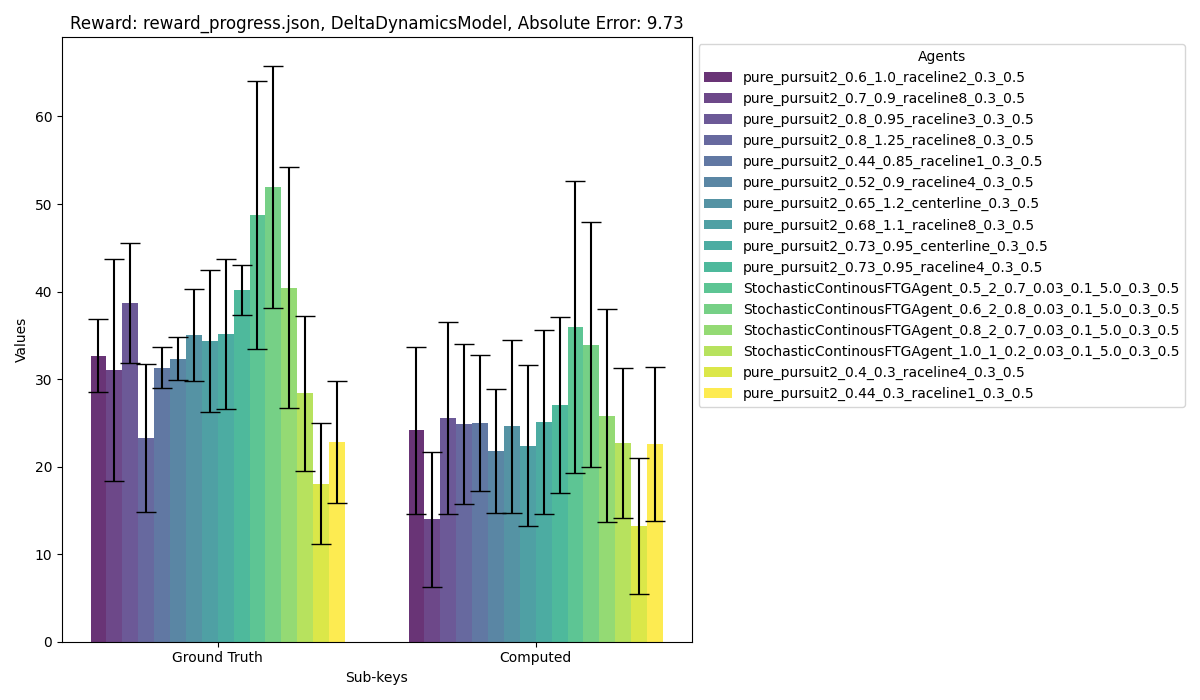 Reward: reward_progress.json, DeltaDynamicsModel, Absolute Error: 9.73
Values
60
50
40
30
20
10
0
Ground Truth
Computed
Sub-keys
Agents
pure_pursuit2_0.6_1.0_raceline2_0.3_0.5
pure_pursuit2_0.7_0.9_raceline8_0.3_0.5
pure_pursuit2_0.8_0.95_raceline3_0.3_0.5
pure_pursuit2_0.8_1.25_raceline8_0.3_0.5
pure_pursuit2_0.44_0.85_raceline1_0.3_0.5
pure_pursuit2_0.52_0.9_raceline4_0.3_0.5
pure_pursuit2_0.65_1.2_centerline_0.3_0.5
pure_pursuit2_0.68_1.1_raceline8_0.3_0.5
pure_pursuit2_0.73_0.95_centerline_0.3_0.5
pure_pursuit2_0.73_0.95_raceline4_0.3_0.5
StochasticContinousFTGAgent_0.5_2_0.7_0.03_0.1_5.0_0.3_0.5
StochasticContinousFTGAgent_0.6_2_0.8_0.03_0.1_5.0_0.3_0.5
StochasticContinousFTGAgent_0.8_2_0.7_0.03_0.1_5.0_0.3_0.5
StochasticContinousFTGAgent_1.0_1_0.2_0.03_0.1_5.0_0.3_0.5
pure_pursuit2_0.4_0.3_raceline4_0.3_0.5
pure_pursuit2_0.44_0.3_raceline1_0.3_0.5